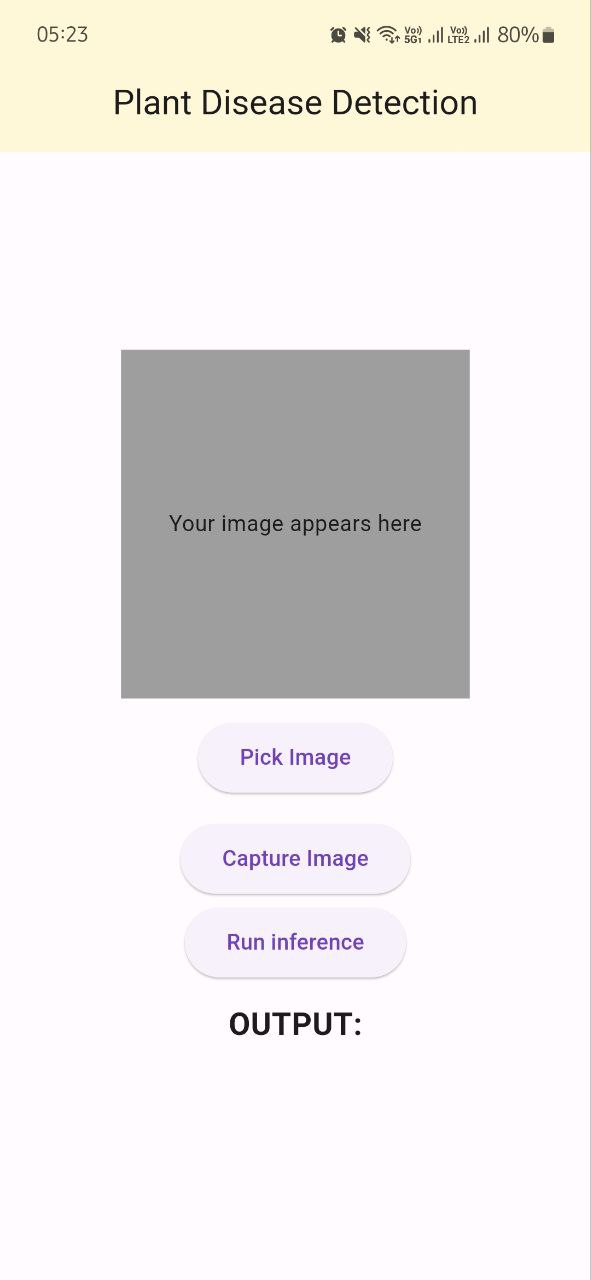 05:23 Vo) 5G1 Vo) LTE2 80%
Plant Disease Detection
Your image appears here
Pick Image
Capture Image
Run inference
OUTPUT: